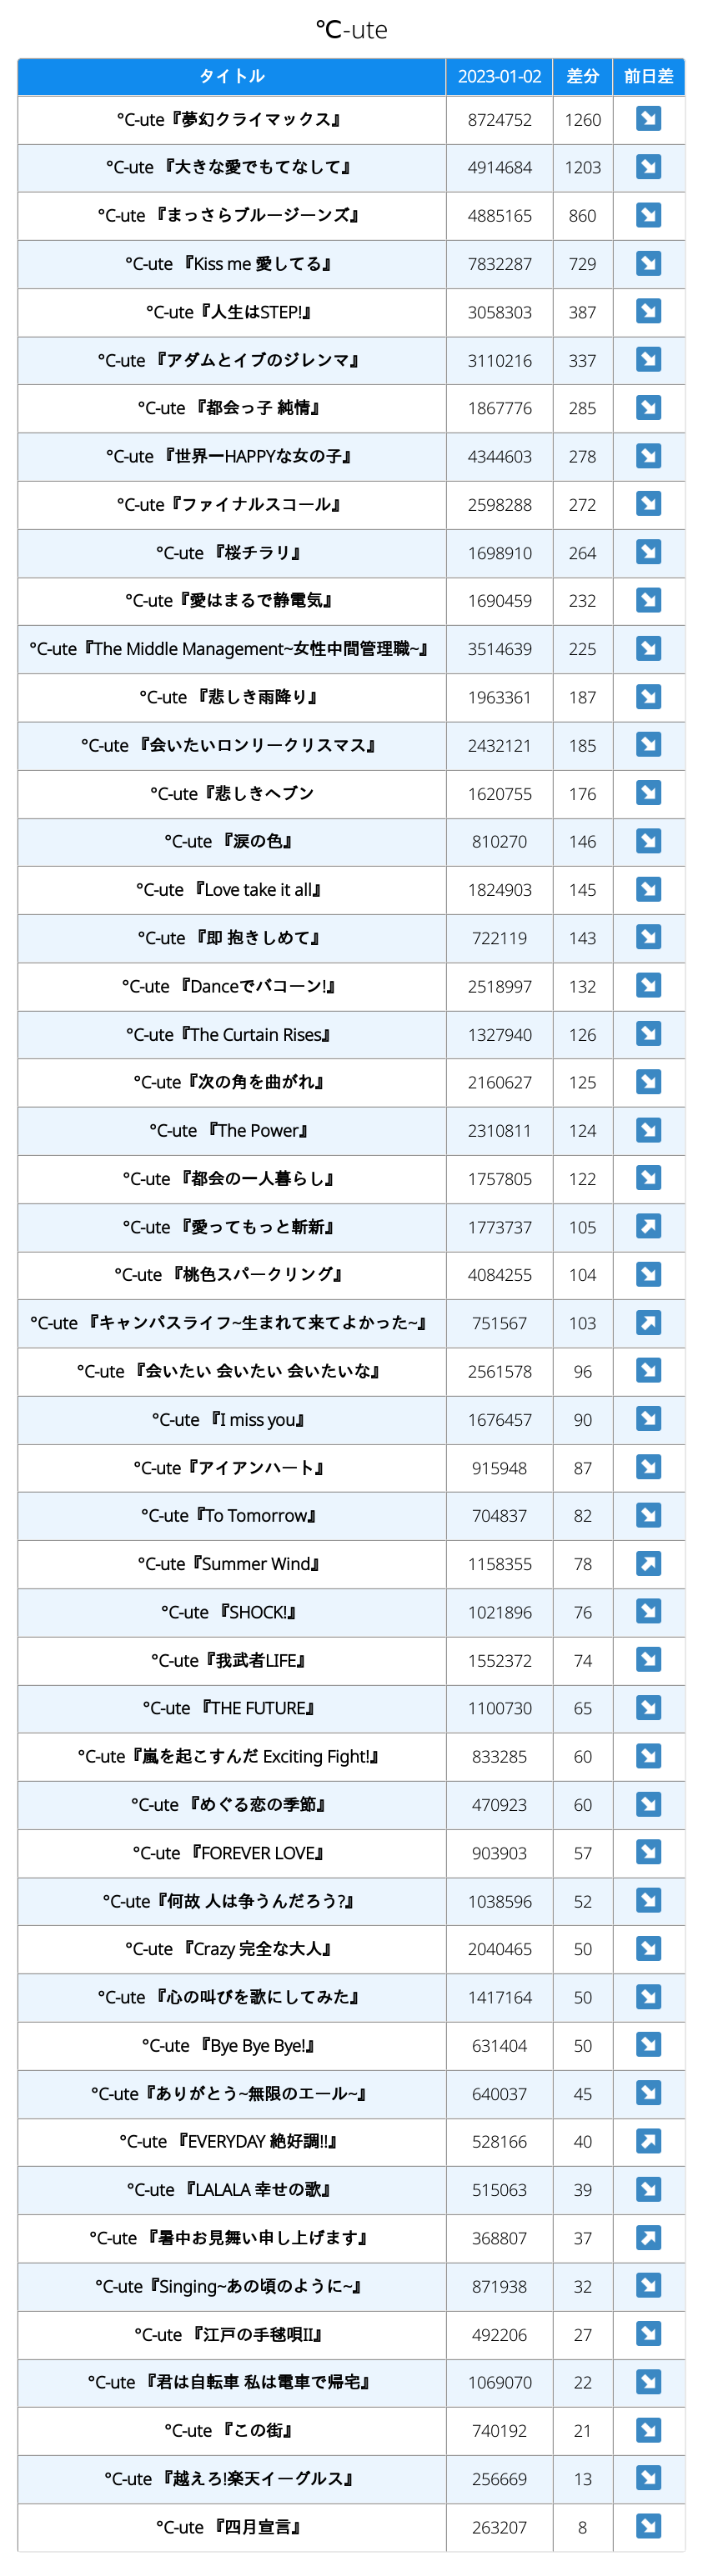 ℃-ute
タイトル 2023-01-02 差分 前日差
°C-ute『夢幻クライマックス』 8724752 1260 ↘
°C-ute 『大きな愛でもてなして』 4914684 1203 ↘
°C-ute 『まっさらブルージーンズ』 4885165 860 ↘
°C-ute 『Kiss me 愛してる』 7832287 729 ↘
°C-ute『人生はSTEP!』 3058303 387 ↘
°C-ute 『アダムとイブのジレンマ』 3110216 337 ↘
°C-ute 『都会っ子 純情』 1867776 285 ↘
°C-ute 『世界一HAPPYな女の子』 4344603 278 ↘
°C-ute『ファイナルスコール』 2598288 272 ↘
°C-ute 『桜チラリ』 1698910 264 ↘
°C-ute『愛はまるで静電気』 1690459 232 ↘
°C-ute『The Middle Management~女性中間管理職~』 3514639 225 ↘
°C-ute 『悲しき雨降り』 1963361 187 ↘
°C-ute 『会いたいロンリークリスマス』 2432121 185 ↘
°C-ute『悲しきヘブン 1620755 176 ↘
°C-ute 『涙の色』 810270 146 ↘
°C-ute 『Love take it all』 1824903 145 ↘
°C-ute 『即 抱きしめて』 722119 143 ↘
°C-ute 『Danceでバコーン!』 2518997 132 ↘
°C-ute『The Curtain Rises』 1327940 126 ↘
°C-ute『次の角を曲がれ』 2160627 125 ↘
°C-ute 『The Power』 2310811 124 ↘
°C-ute 『都会の一人暮らし』 1757805 122 ↘
°C-ute 『愛ってもっと斬新』 1773737 105 ↗
°C-ute 『桃色スパークリング』 4084255 104 ↘
°C-ute 『キャンパスライフ~生まれて来てよかった~』 751567 103 ↗
°C-ute 『会いたい 会いたい 会いたいな』 2561578 96 ↘
°C-ute 『I miss you』 1676457 90 ↘
°C-ute『アイアンハート』 915948 87 ↘
°C-ute『To Tomorrow』 704837 82 ↘
°C-ute『Summer Wind』 1158355 78 ↗
°C-ute 『SHOCK!』 1021896 76 ↘
°C-ute『我武者LIFE』 1552372 74 ↘
°C-ute 『THE FUTURE』 1100730 65 ↘
°C-ute『嵐を起こすんだ Exciting Fight!』 833285 60 ↘
°C-ute 『めぐる恋の季節』 470923 60 ↘
°C-ute 『FOREVER LOVE』 903903 57 ↘
°C-ute『何故 人は争うんだろう?』 1038596 52 ↘
°C-ute 『Crazy 完全な大人』 2040465 50 ↘
°C-ute 『心の叫びを歌にしてみた』 1417164 50 ↘
°C-ute 『Bye Bye Bye!』 631404 50 ↘
°C-ute『ありがとう~無限のエール~』 640037 45 ↘
°C-ute 『EVERYDAY 絶好調!!』 528166 40 ↗
°C-ute 『LALALA 幸せの歌』 515063 39 ↘
°C-ute 『暑中お見舞い申し上げます』 368807 37 ↗
°C-ute『Singing~あの頃のように~』 871938 32 ↘
°C-ute 『江戸の手毬唄II』 492206 27 ↘
°C-ute 『君は自転車 私は電車で帰宅』 1069070 22 ↘
°C-ute 『この街』 740192 21 ↘
°C-ute 『越えろ!楽天イーグルス』 256669 13 ↘
°C-ute 『四月宣言』 263207 8 ↘